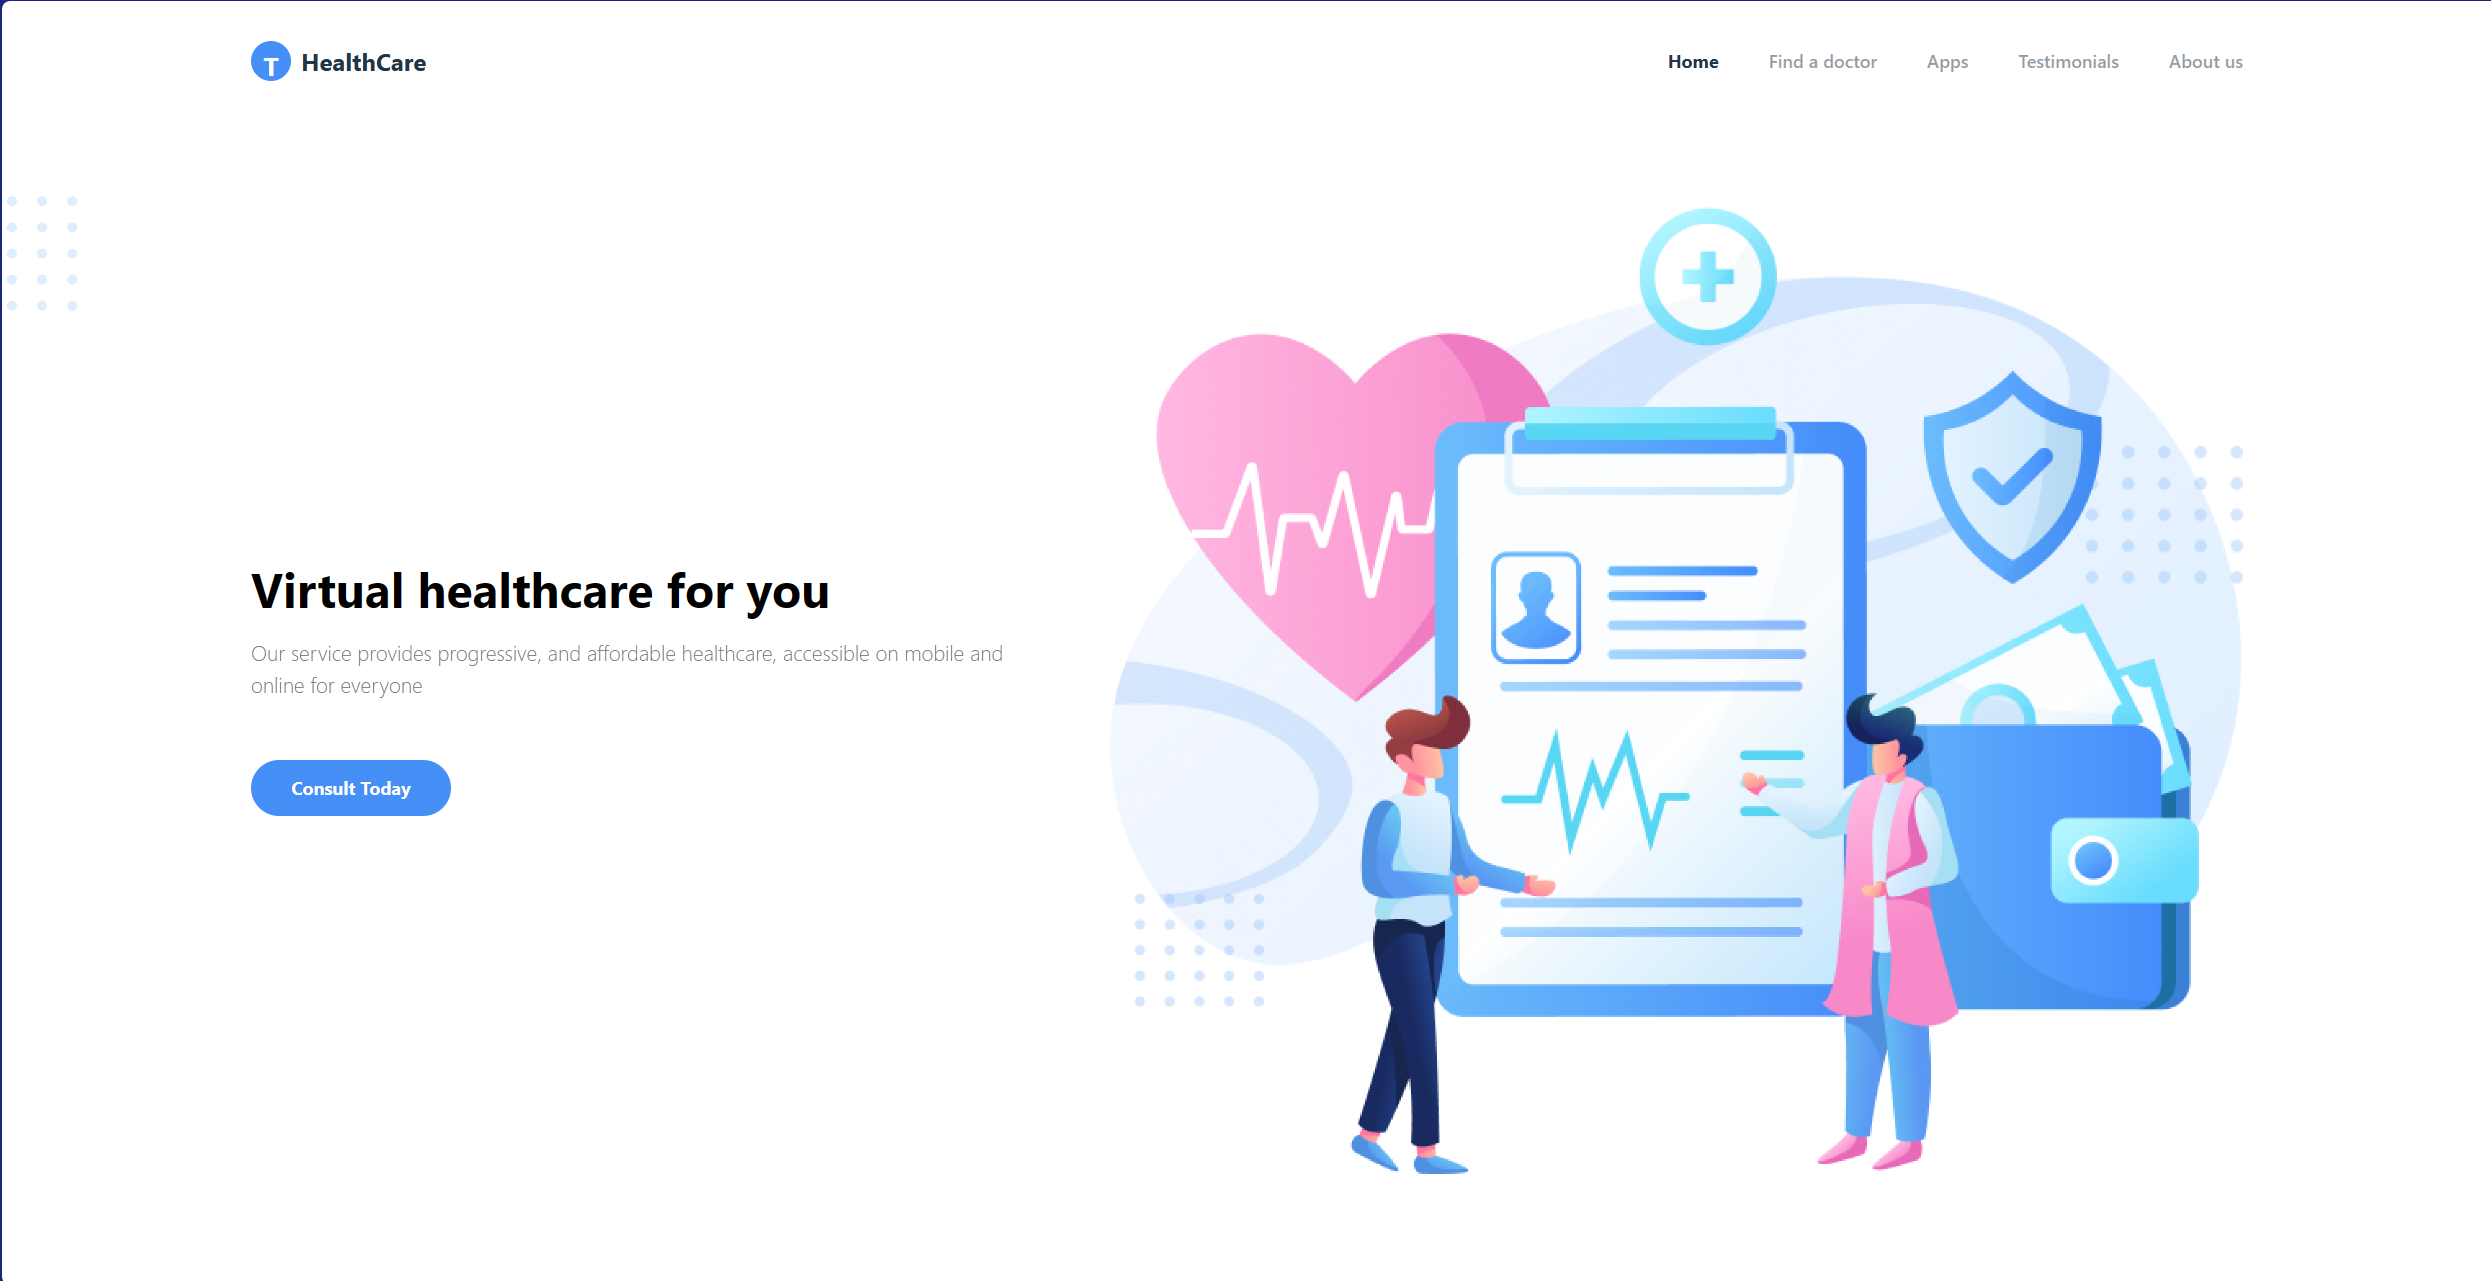 T HealthCare
Home Find a doctor Apps Testimonials About us
Virtual healthcare for you
Our service provides progressive, and affordable healthcare, accessible on mobile and
online for everyone
Consult Today